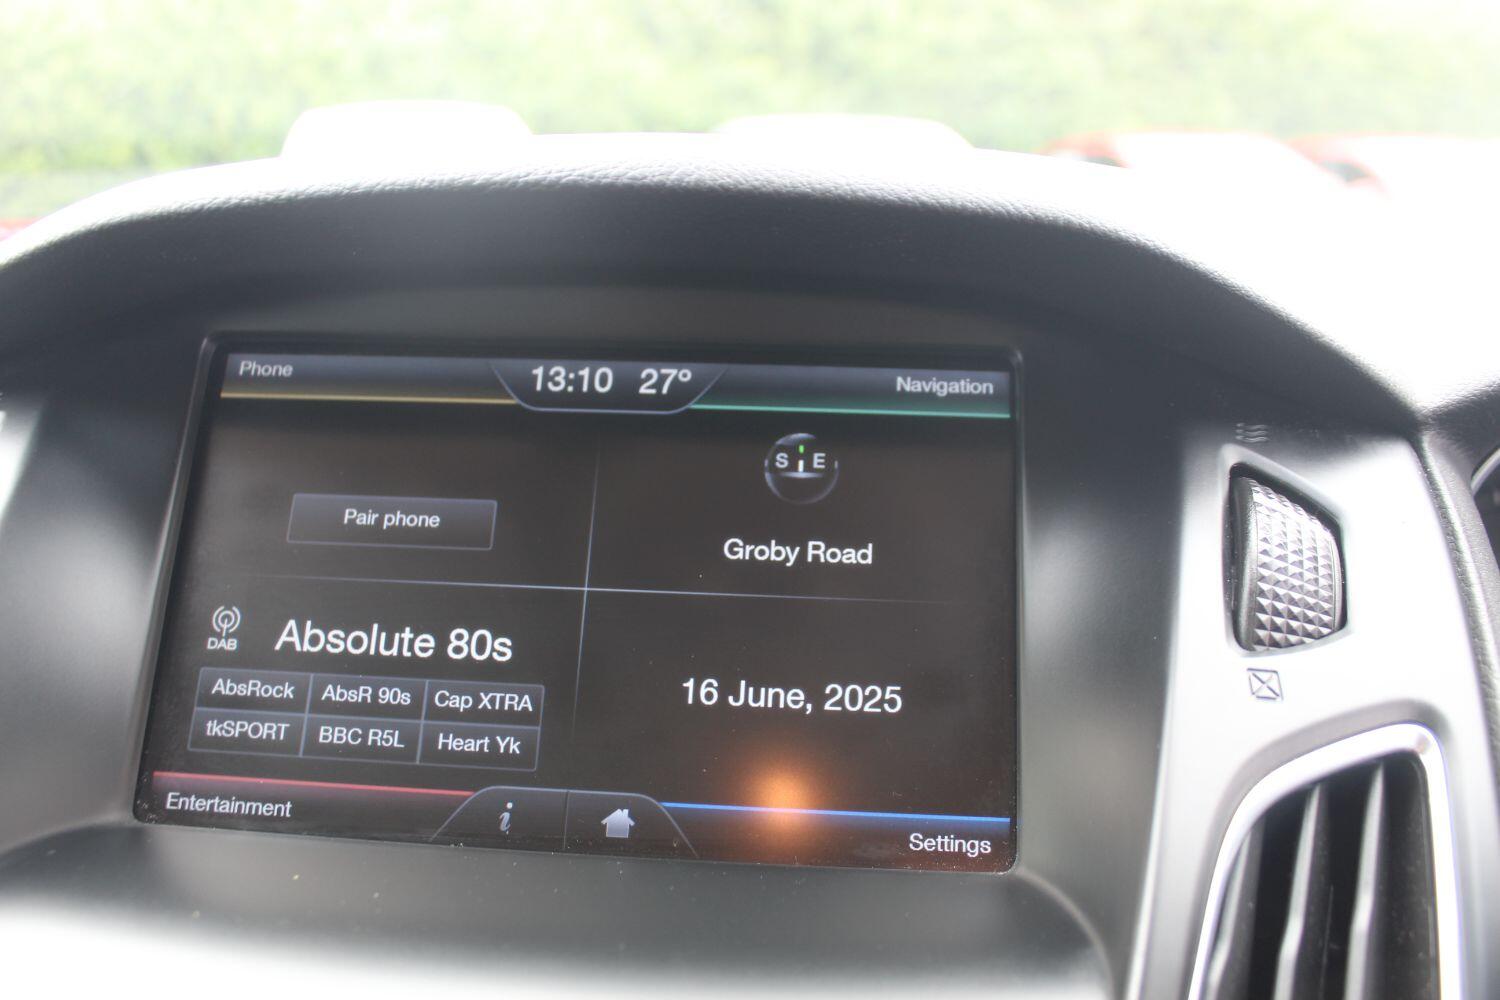 Phone
13:10 27°
Navigation
S E
Pair phone
Groby Road
DAB
Absolute 80s
AbsRock AbsR 90s Cap XTRA
tkSPORT BBC R5L Heart Yk
16 June, 2025
Entertainment
i
Settings